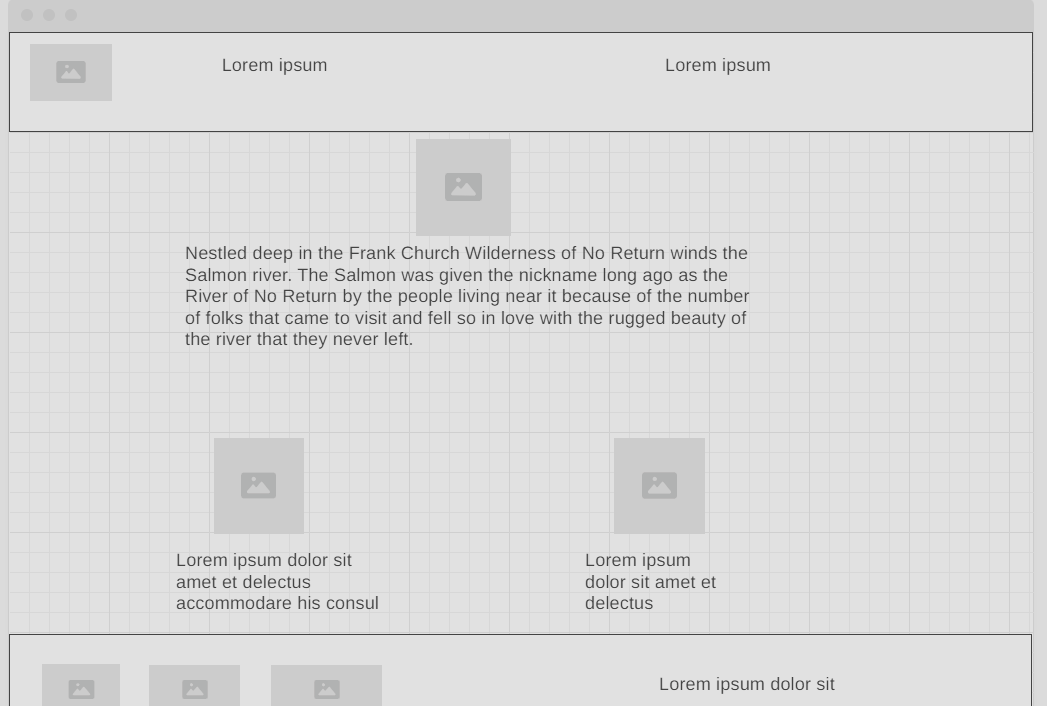 Lorem ipsum
Lorem ipsum
Nestled deep in the Frank Church Wilderness of No Return winds the
Salmon river. The Salmon was given the nickname long ago as the
River of No Return by the people living near it because of the number
of folks that came to visit and fell so in love with the rugged beauty of
the river that they never left.
Lorem ipsum dolor sit
amet et delectus
accommodare his consul
Lorem ipsum
dolor sit amet et
delectus
Lorem ipsum dolor sit